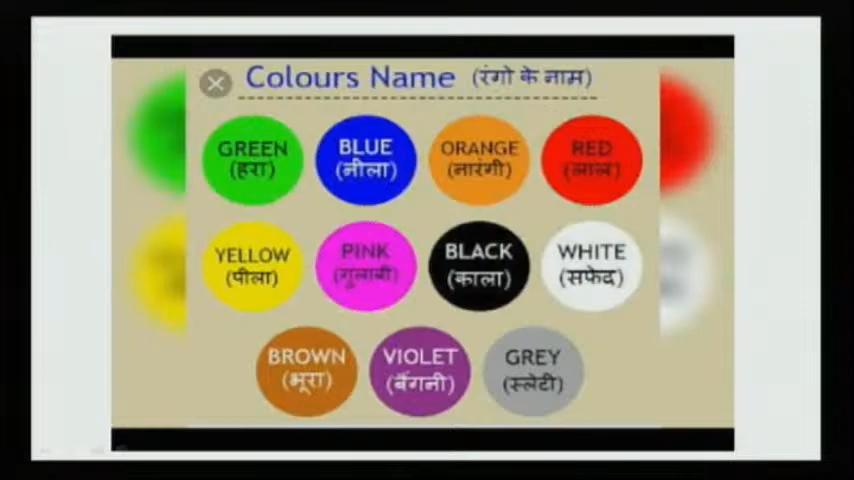 Colours Name (रंगो के नाम)
GREEN BLUE ORANGE RED
(हरा) (नीला) (नारंगी) (लाल)
YELLOW PINK BLACK WHITE
(पीला) (गुलाबी) (काला) (सफेद)
BROWN VIOLET GREY
(भूरा) (बैंगनी) (स्लेटी)